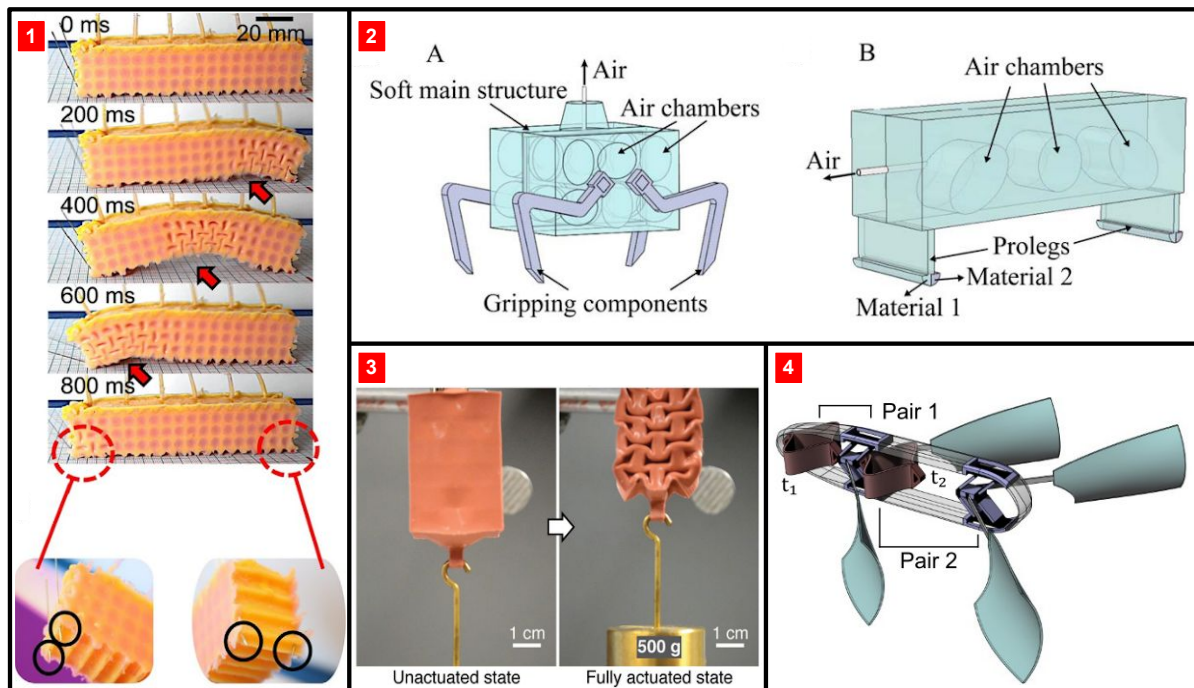 1
0 ms
20 mm
200 ms
400 ms
600 ms
800 ms
2
A
Air
Soft main structure
Air chambers
Gripping components
B
Air chambers
Air
Prolegs
Material 2
Material 1
3
1 cm
500 g
1 cm
Unactuated state
Fully actuated state
4
Pair 1
t₁
t₂
Pair 2